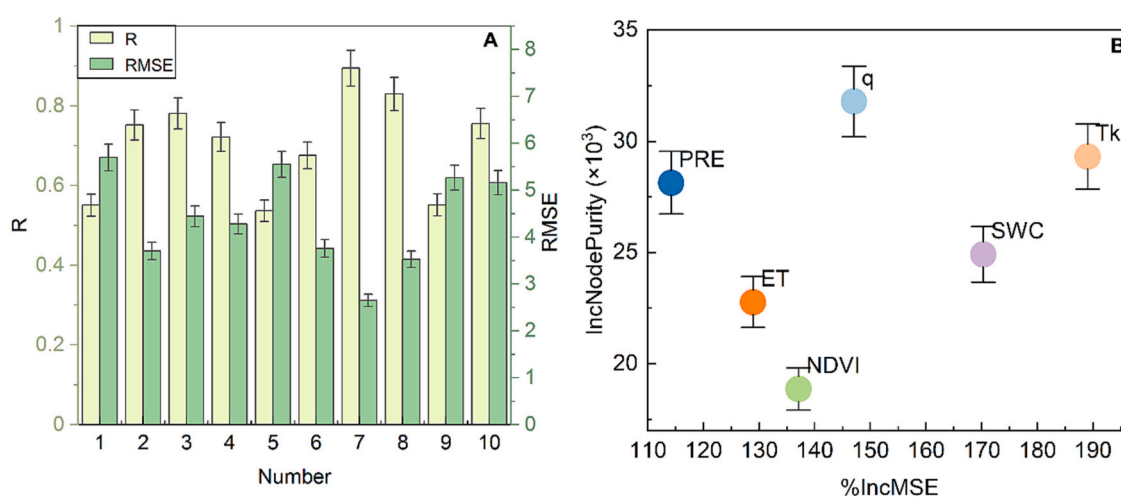 R
RMSE
A
1
0.8
0.6
0.4
0.2
0
R
8
7
6
5
4
3
2
1
0
RMSE
1 2 3 4 5 6 7 8 9 10
Number
B
35
30
25
20
IncNodePurity (×10³)
q
Tk
PRE
SWC
ET
NDVI
110 120 130 140 150 160 170 180 190
%IncMSE